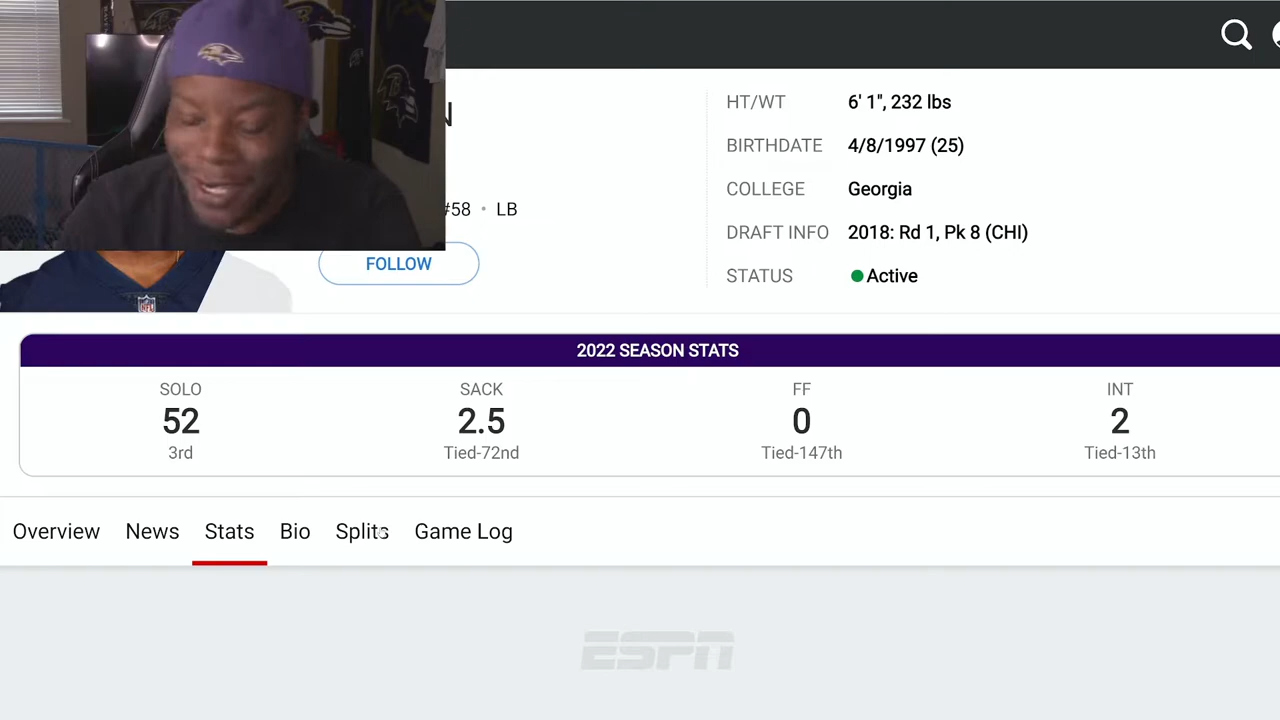 N
#58 • LB
FOLLOW
HT/WT 6' 1", 232 lbs
BIRTHDATE 4/8/1997 (25)
COLLEGE Georgia
DRAFT INFO 2018: Rd 1, Pk 8 (CHI)
STATUS Active
2022 SEASON STATS
SOLO SACK FF INT
52 2.5 0 2
3rd Tied-72nd Tied-147th Tied-13th
Overview News Stats Bio Splits Game Log
ESPN